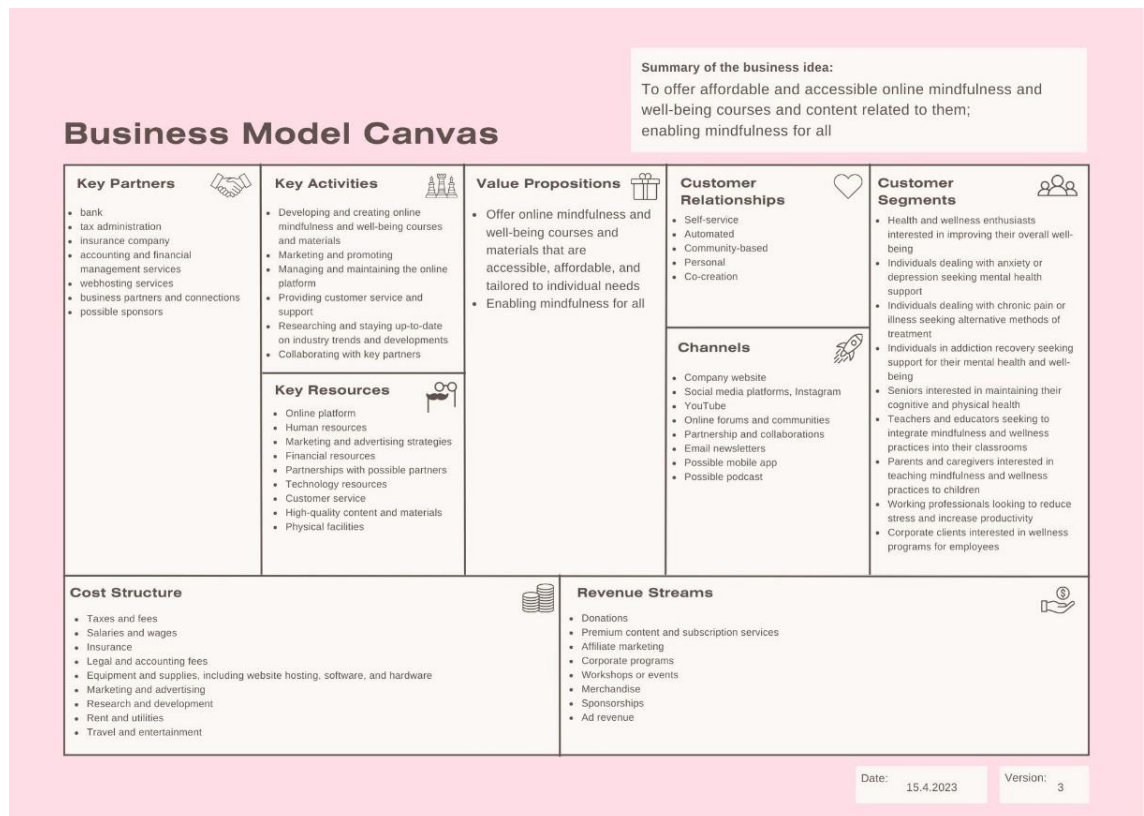 Summary of the business idea:
To offer affordable and accessible online mindfulness and
well-being courses and content related to them;
enabling mindfulness for all
Business Model Canvas
Key Partners
bank
tax administration
insurance company
accounting and financial
management services
webhosting services
business partners and connections
possible sponsors
Key Activities
Developing and creating online
mindfulness and well-being courses
and materials
Marketing and promoting
Managing and maintaining the online
platform
Providing customer service and
support
Researching and staying up-to-date
on industry trends and developments
Collaborating with key partners
Key Resources
Online platform
Human resources
Marketing and advertising strategies
Financial resources
Partnerships with possible partners
Technology resources
Customer service
High-quality content and materials
Physical facilities
Value Propositions
Offer online mindfulness and
well-being courses and
materials that are
accessible, affordable, and
tailored to individual needs
Enabling mindfulness for all
Customer
Relationships
Self-service
Automated
Community-based
Personal
Co-creation
Channels
Company website
Social media platforms, Instagram
YouTube
Online forums and communities
Partnership and collaborations
Email newsletters
Possible mobile app
Possible podcast
Customer
Segments
Health and wellness enthusiasts
interested in improving their overall well-
being
Individuals dealing with anxiety or
depression seeking mental health
support
Individuals dealing with chronic pain or
illness seeking alternative methods of
treatment
Individuals in addiction recovery seeking
support for their mental health and well-
being
Seniors interested in maintaining their
cognitive and physical health
Teachers and educators seeking to
integrate mindfulness and wellness
practices into their classrooms
Parents and caregivers interested in
teaching mindfulness and wellness
practices to children
Working professionals looking to reduce
stress and increase productivity
Corporate clients interested in wellness
programs for employees
Cost Structure
Taxes and fees
Salaries and wages
Insurance
Legal and accounting fees
Equipment and supplies, including website hosting, software, and hardware
Marketing and advertising
Research and development
Rent and utilities
Travel and entertainment
Revenue Streams
Donations
Premium content and subscription services
Affiliate marketing
Corporate programs
Workshops or events
Merchandise
Sponsorships
Ad revenue
Date:
15.4.2023
Version:
3